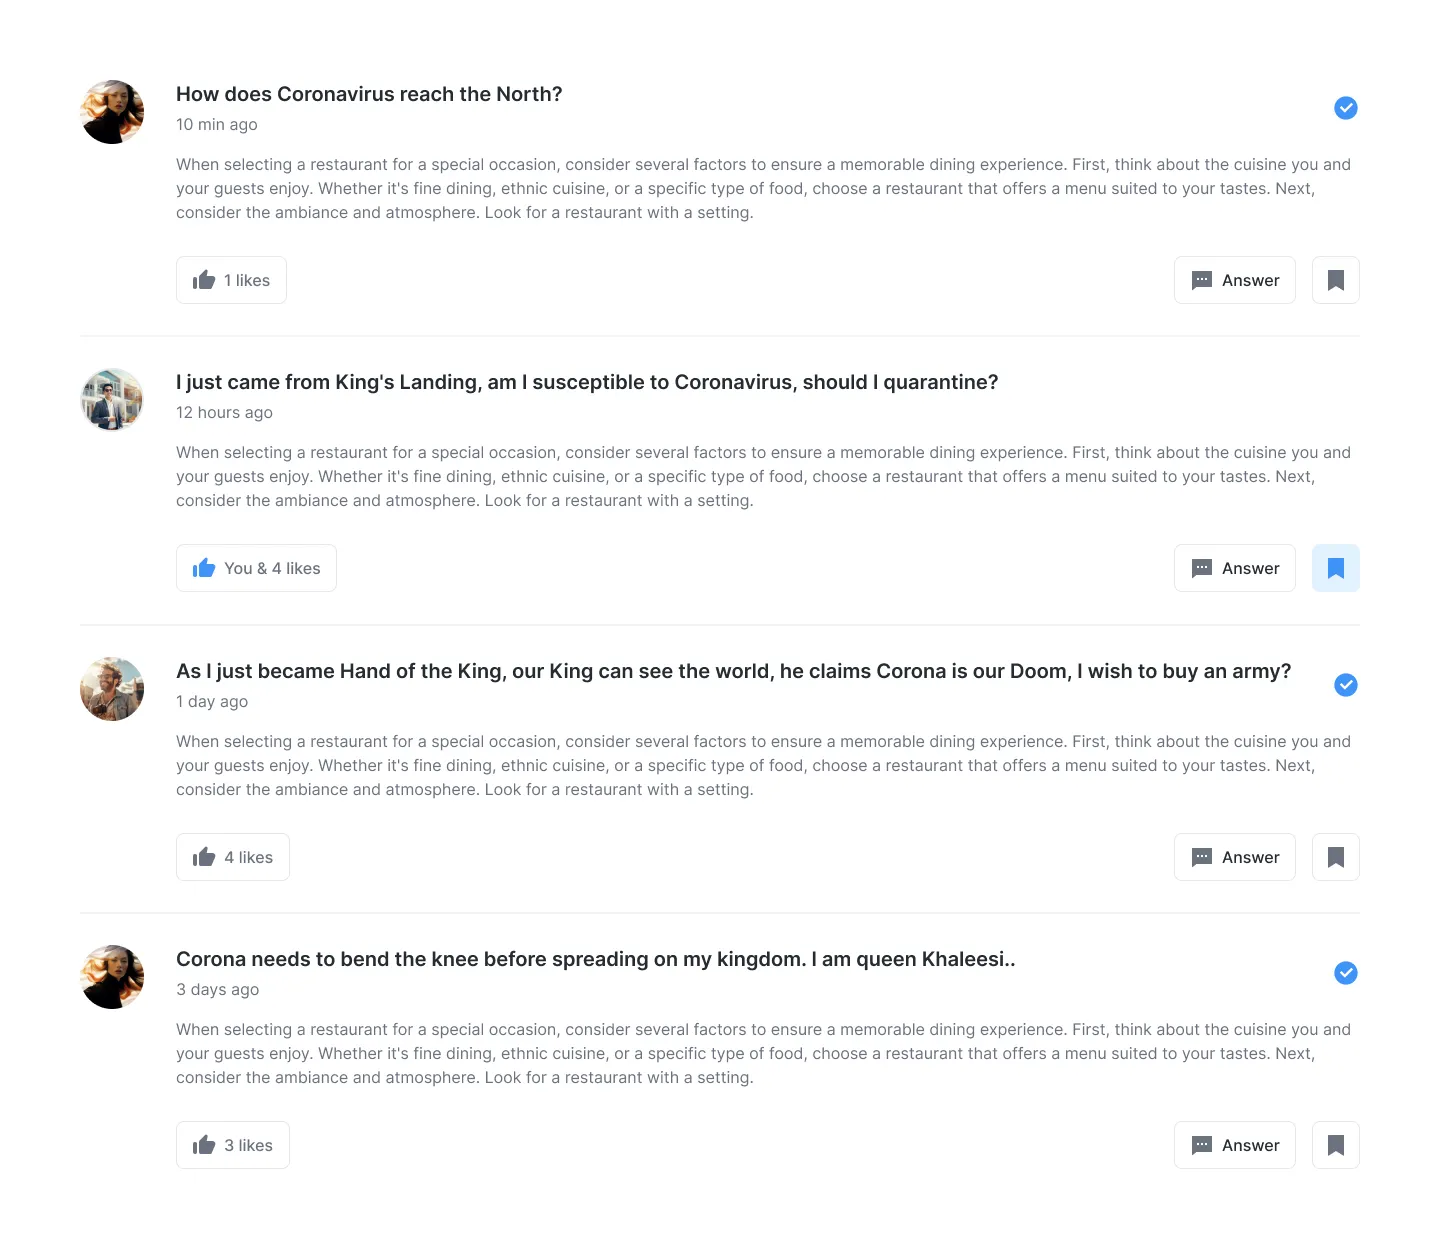 How does Coronavirus reach the North?
10 min ago
When selecting a restaurant for a special occasion, consider several factors to ensure a memorable dining experience. First, think about the cuisine you and
your guests enjoy. Whether it's fine dining, ethnic cuisine, or a specific type of food, choose a restaurant that offers a menu suited to your tastes. Next,
consider the ambiance and atmosphere. Look for a restaurant with a setting.
1 likes
Answer
I just came from King's Landing, am I susceptible to Coronavirus, should I quarantine?
12 hours ago
When selecting a restaurant for a special occasion, consider several factors to ensure a memorable dining experience. First, think about the cuisine you and
your guests enjoy. Whether it's fine dining, ethnic cuisine, or a specific type of food, choose a restaurant that offers a menu suited to your tastes. Next,
consider the ambiance and atmosphere. Look for a restaurant with a setting.
You & 4 likes
Answer
As I just became Hand of the King, our King can see the world, he claims Corona is our Doom, I wish to buy an army?
1 day ago
When selecting a restaurant for a special occasion, consider several factors to ensure a memorable dining experience. First, think about the cuisine you and
your guests enjoy. Whether it's fine dining, ethnic cuisine, or a specific type of food, choose a restaurant that offers a menu suited to your tastes. Next,
consider the ambiance and atmosphere. Look for a restaurant with a setting.
4 likes
Answer
Corona needs to bend the knee before spreading on my kingdom. I am queen Khaleesi..
3 days ago
When selecting a restaurant for a special occasion, consider several factors to ensure a memorable dining experience. First, think about the cuisine you and
your guests enjoy. Whether it's fine dining, ethnic cuisine, or a specific type of food, choose a restaurant that offers a menu suited to your tastes. Next,
consider the ambiance and atmosphere. Look for a restaurant with a setting.
3 likes
Answer